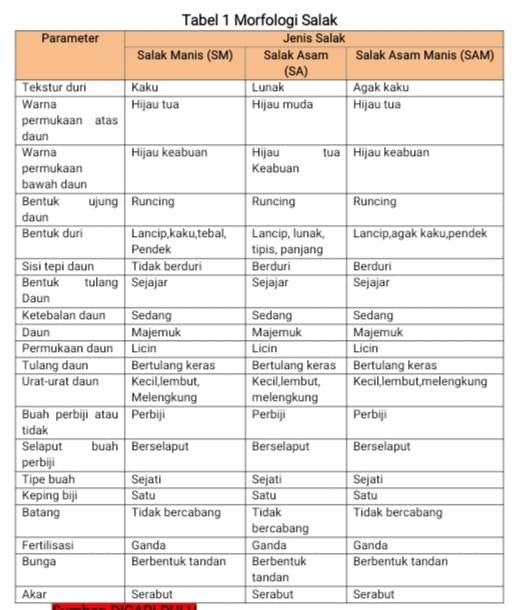 Tabel 1 Morfologi Salak
Parameter Jenis Salak
Salak Manis (SM) Salak Asam (SA) Salak Asam Manis (SAM)
Tekstur duri Kaku Lunak Agak kaku
Warna permukaan atas daun Hijau tua Hijau muda Hijau tua
Warna permukaan bawah daun Hijau keabuan Hijau tua Keabuan Hijau keabuan
Bentuk ujung daun Runcing Runcing Runcing
Bentuk duri Lancip,kaku,tebal, Pendek Lancip, lunak, tipis, panjang Lancip,agak kaku,pendek
Sisi tepi daun Tidak berduri Berduri Berduri
Bentuk tulang Daun Sejajar Sejajar Sejajar
Ketebalan daun Sedang Sedang Sedang
Daun Majemuk Majemuk Majemuk
Permukaan daun Licin Licin Licin
Tulang daun Bertulang keras Bertulang keras Bertulang keras
Urat-urat daun Kecil,lembut, Melengkung Kecil,lembut, melengkung Kecil,lembut,melengkung
Buah perbiji atau tidak Perbiji Perbiji Perbiji
Selaput buah perbiji Berselaput Berselaput Berselaput
Tipe buah Sejati Sejati Sejati
Keping biji Satu Satu Satu
Batang Tidak bercabang Tidak bercabang Tidak bercabang
Fertilisasi Ganda Ganda Ganda
Bunga Berbentuk tandan Berbentuk tandan Berbentuk tandan
Akar Serabut Serabut Serabut